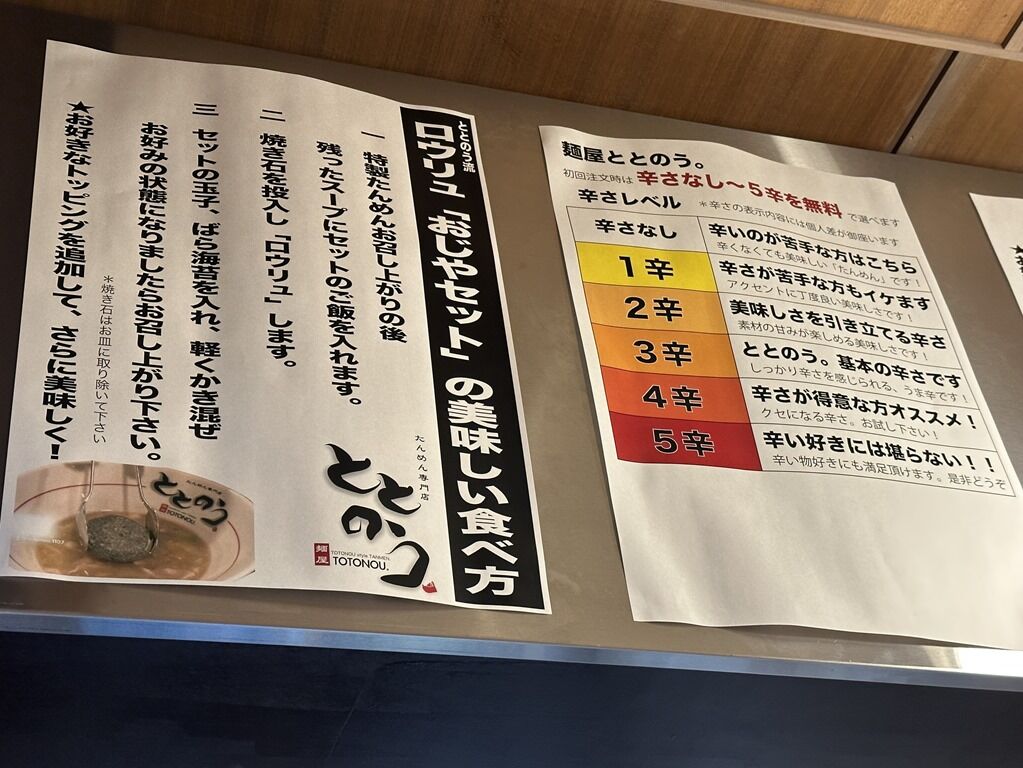 ととのう流
ロウリュ「おじやセット」の美味しい食べ方
一 特製たんめんお召し上がりの後
残ったスープにセットのご飯を入れます。
二 焼き石を投入し「ロウリュ」します。
三 セットの玉子、ばら海苔を入れ、軽くかき混ぜ
お好みの状態になりましたらお召し上がり下さい。
＊焼き石はお皿に取り除いて下さい
★お好きなトッピングを追加して、さらに美味しく！
たんめん専門店
ととのう
麺屋
TOTONOU style TANMEN.
TOTONOU.
たんめん専門店
ととのう
TOTONOU.
麺屋ととのう。
初回注文時は 辛さなし～5辛を無料 で選べます
辛さレベル ＊辛さの表示内容には個人差が御座います
辛さなし 辛いのが苦手な方はこちら
辛くなくても美味しい「たんめん」です！
1辛 辛さが苦手な方もイケます
アクセントに丁度良い美味しさです！
2辛 美味しさを引き立てる辛さ
素材の甘みが楽しめる美味しさです！
3辛 ととのう。基本の辛さです
しっかり辛さを感じられる、うま辛です！
4辛 辛さが得意な方オススメ！
クセになる辛さ。お試し下さい！
5辛 辛い好きには堪らない！！
辛い物好きにも満足頂けます。是非どうぞ